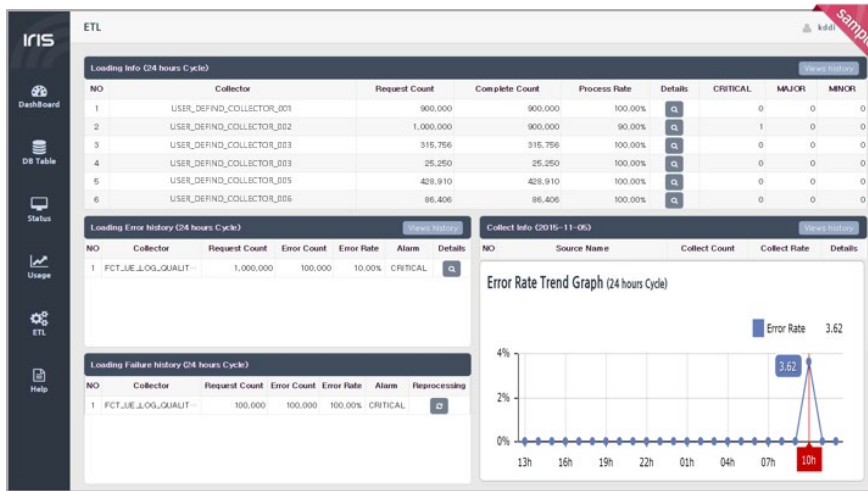 IRIS
ETL
kddi
sample
DashBoard
DB Table
Status
Usage
ETL
Help
Loading Info (24 hours Cycle)
Views history
NO Collector Request Count Complete Count Process Rate Details CRITICAL MAJOR MINOR
1 USER_DEFIND_COLLECTOR_001 900,000 900,000 100.00% 0 0 0
2 USER_DEFIND_COLLECTOR_002 1,000,000 900,000 90.00% 1 0 0
3 USER_DEFIND_COLLECTOR_003 315,756 315,756 100.00% 0 0 0
4 USER_DEFIND_COLLECTOR_003 25,250 25,250 100.00% 0 0 0
5 USER_DEFIND_COLLECTOR_005 428,910 428,910 100.00% 0 0 0
6 USER_DEFIND_COLLECTOR_006 86,406 86,406 100.00% 0 0 0
Loading Error history (24 hours Cycle)
Views history
NO Collector Request Count Error Count Error Rate Alarm Details
1 FCT_UE_LOG_QUALIT··· 1,000,000 100,000 10.00% CRITICAL
Loading Failure history (24 hours Cycle)
NO Collector Request Count Error Count Error Rate Alarm Reprocessing
1 FCT_UE_LOG_QUALIT··· 100,000 100,000 100.00% CRITICAL
Collect Info (2015-11-05)
Views history
NO Source Name Collect Count Collect Rate Details
Error Rate Trend Graph (24 hours Cycle)
Error Rate 3.62
4%
3.62
2%
0%
13h 16h 19h 22h 01h 04h 07h 10h